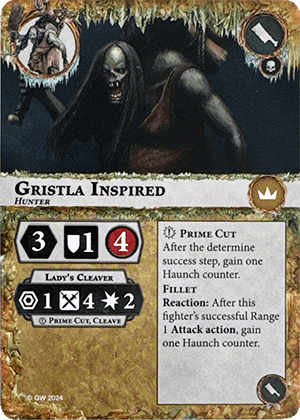 GRISTLA INSPIRED
HUNTER
3 1 4
LADY'S CLEAVER
1 4 2
PRIME CUT, CLEAVE
PRIME CUT
After the determine
success step, gain one
Haunch counter.
FILLET
Reaction: After this
fighter's successful Range
1 Attack action, gain
one Haunch counter.
© GW 2024